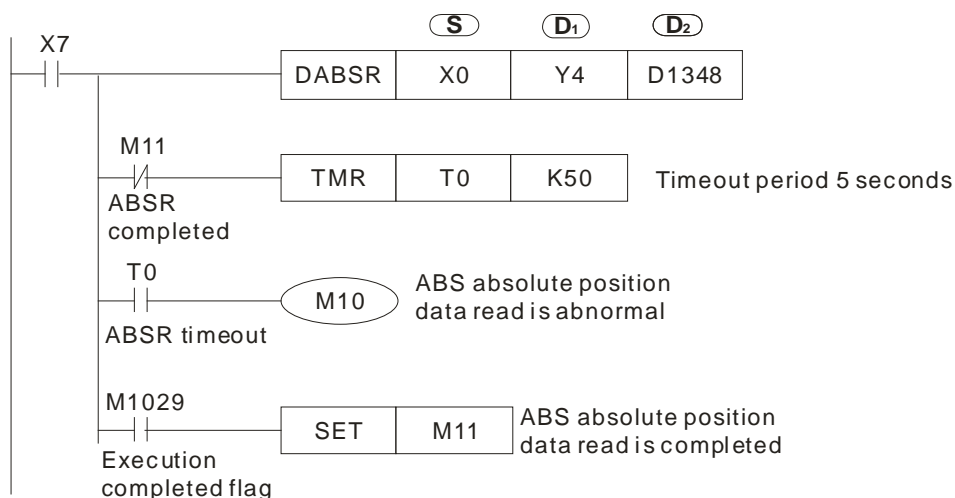 S D1 D2
X7
DABSR X0 Y4 D1348
M11
TMR T0 K50 Timeout period 5 seconds
ABSR
completed
T0
M10
ABS absolute position
data read is abnormal
ABSR timeout
M1029
SET M11
ABS absolute position
data read is completed
Execution
completed flag